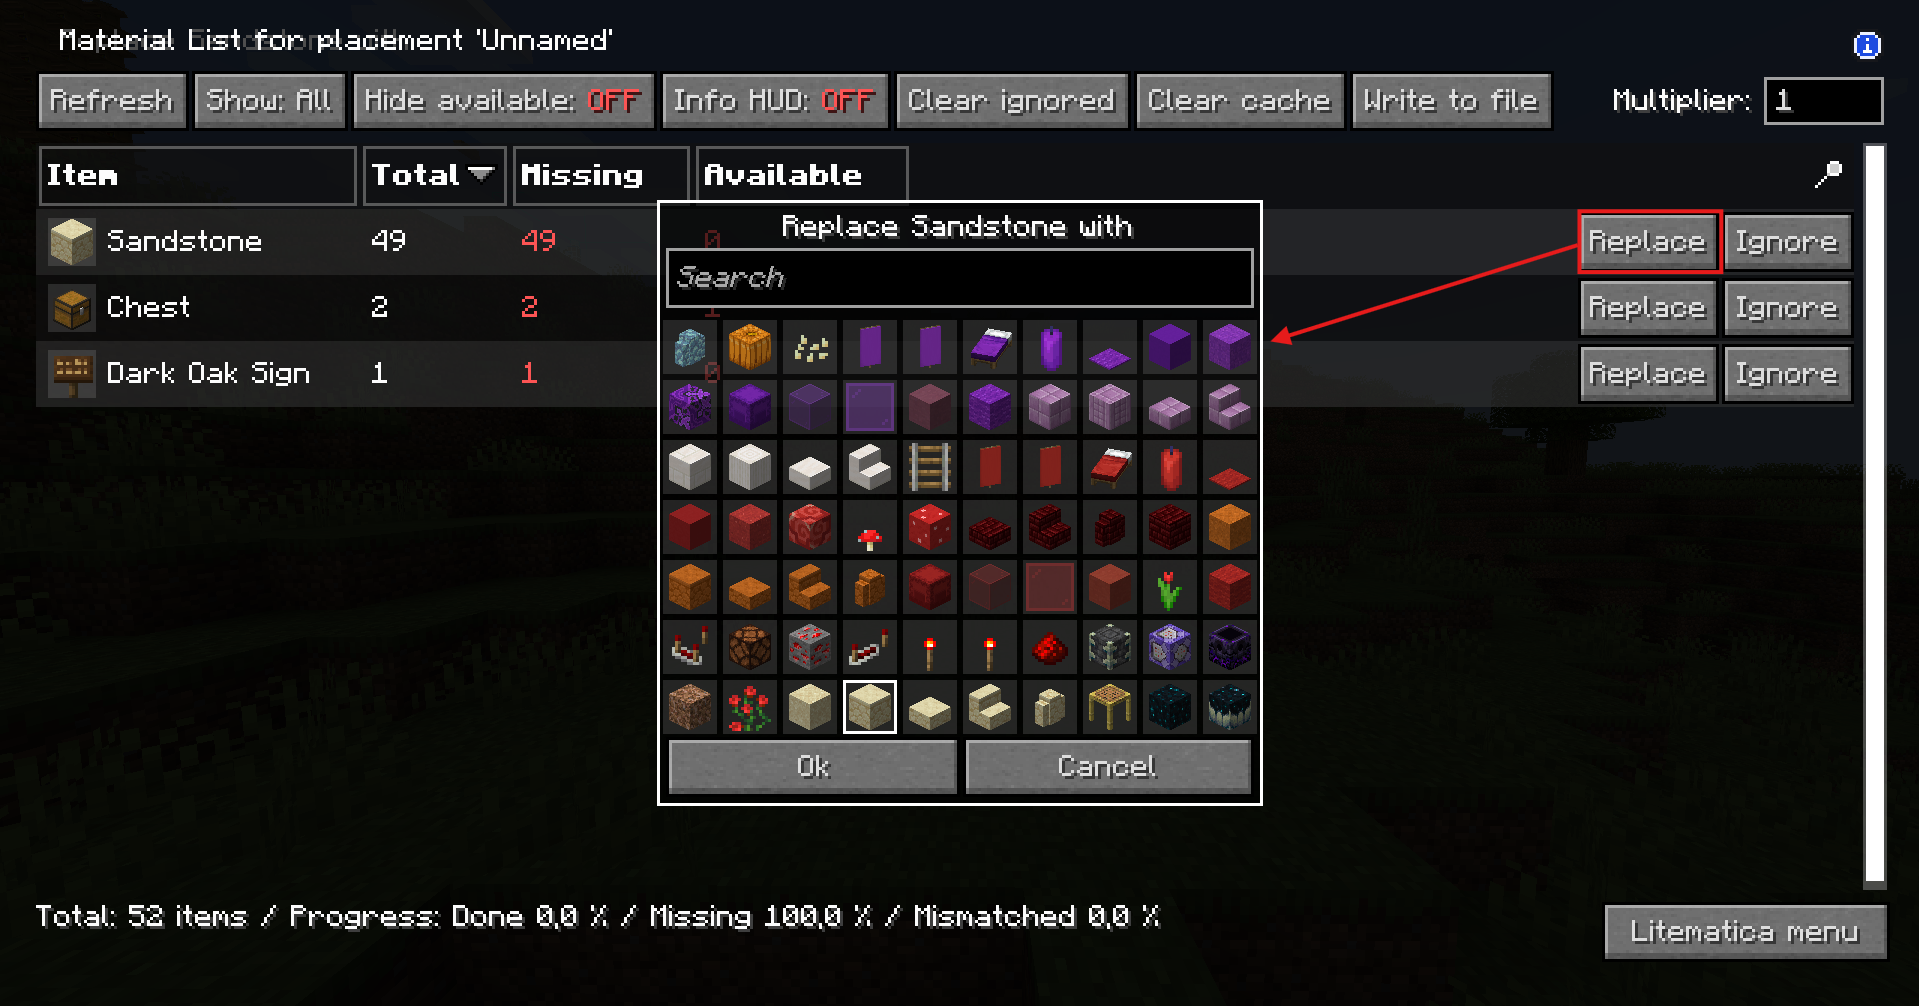 Material List for placement 'Unnamed'
Refresh Show: All Hide available: OFF Info HUD: OFF Clear ignored Clear cache Write to file Multiplier: 1
Item Total Missing Available
Sandstone 49 49 0 Replace Ignore
Chest 2 2 1 Replace Ignore
Dark Oak Sign 1 1 0 Replace Ignore
Replace Sandstone with
Search
Ok Cancel
Total: 52 items / Progress: Done 0,0 % / Missing 100,0 % / Mismatched 0,0 %
Litematica menu